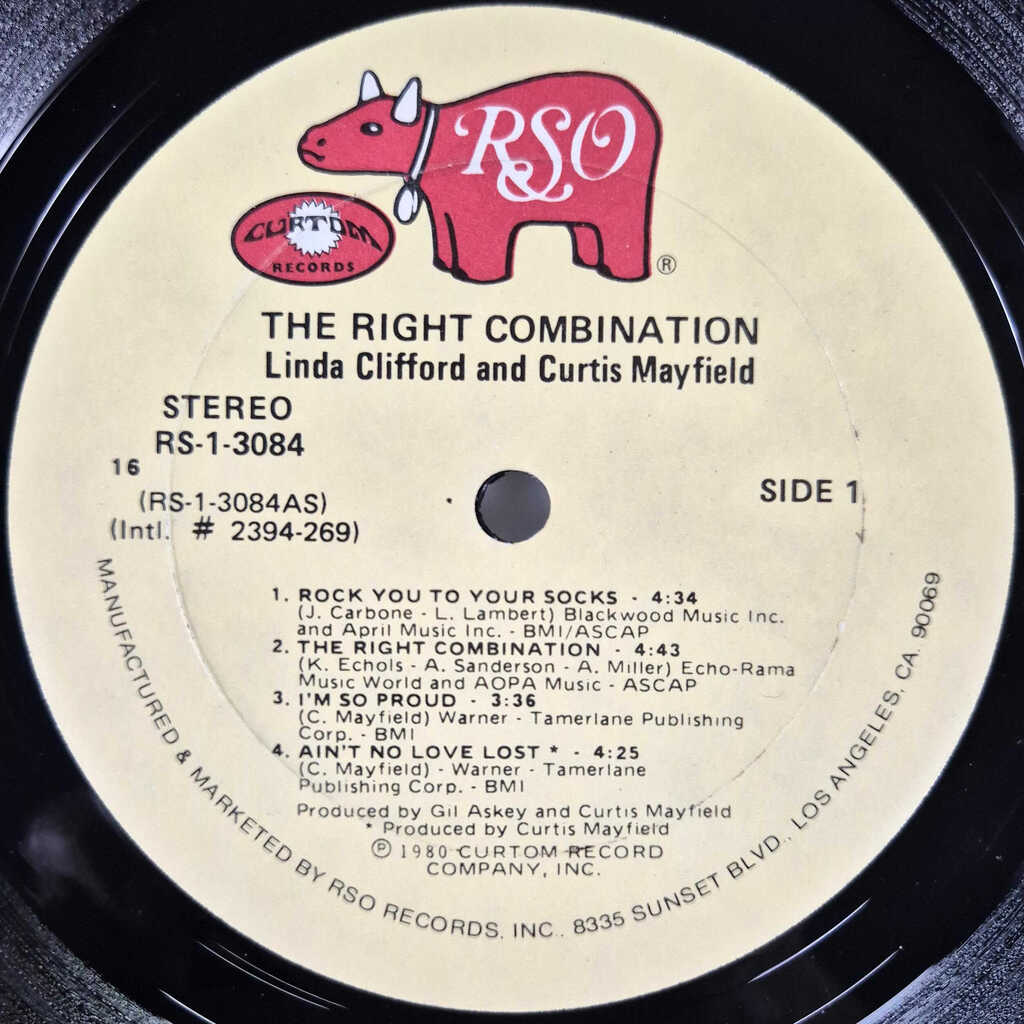 RSO
®
CURTOM
RECORDS
THE RIGHT COMBINATION
Linda Clifford and Curtis Mayfield
STEREO
RS-1-3084
16
(RS-1-3084AS)
(Intl. # 2394-269)
SIDE 1
1. ROCK YOU TO YOUR SOCKS - 4:34
(J. Carbone - L. Lambert) Blackwood Music Inc.
and April Music Inc. - BMI/ASCAP
2. THE RIGHT COMBINATION - 4:43
(K. Echols - A. Sanderson - A. Miller) Echo-Rama
Music World and AOPA Music - ASCAP
3. I'M SO PROUD - 3:36
(C. Mayfield) Warner - Tamerlane Publishing
Corp. - BMI
4. AIN'T NO LOVE LOST * - 4:25
(C. Mayfield) - Warner - Tamerlane
Publishing Corp. - BMI
Produced by Gil Askey and Curtis Mayfield
* Produced by Curtis Mayfield
℗ 1980 CURTOM RECORD
COMPANY, INC.
MANUFACTURED & MARKETED BY RSO RECORDS, INC., 8335 SUNSET BLVD., LOS ANGELES, CA. 90069